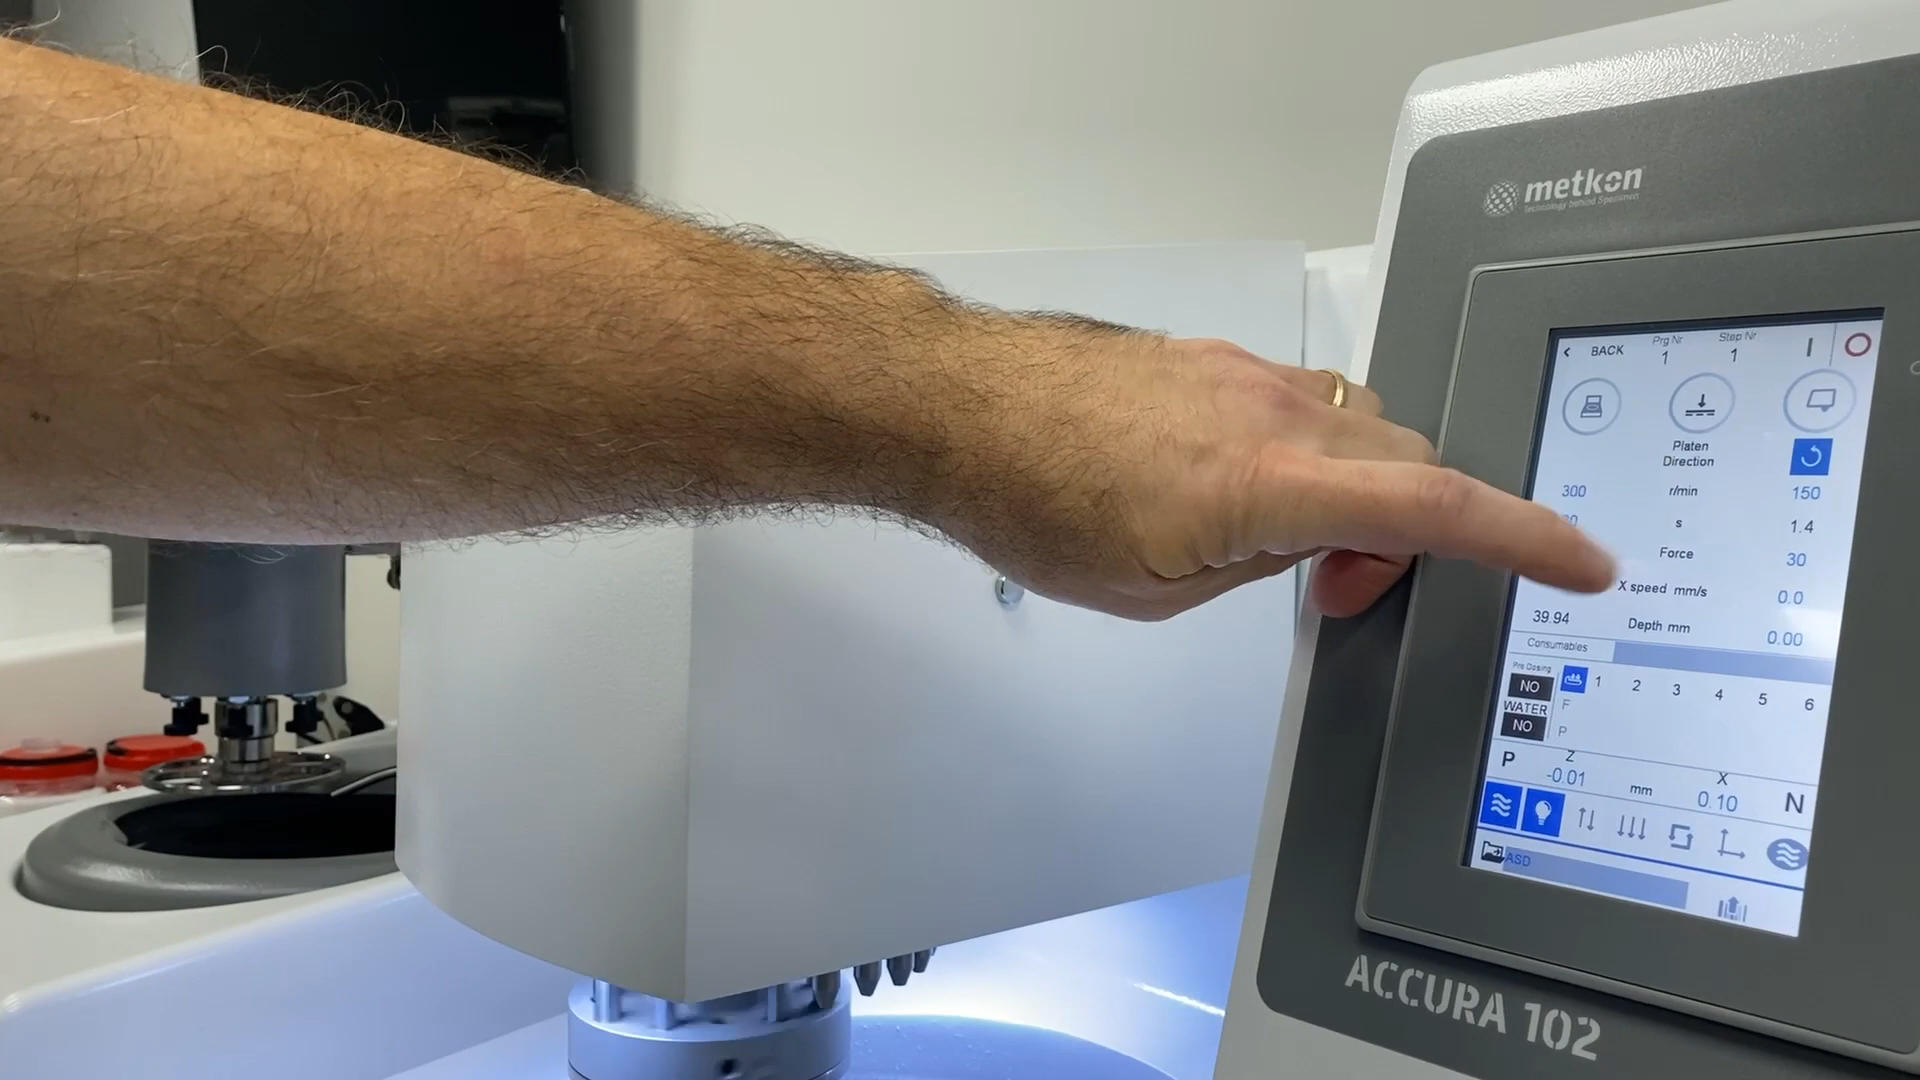 metkon
Technology behind Specimen
< BACK Prg Nr Step Nr I
1 1
Platen
Direction
300 r/min 150
s 1.4
Force 30
X speed mm/s 0.0
39.94 Depth mm 0.00
Consumables
Pre Dosing
NO 1 2 3 4 5 6
WATER F
NO P
P Z X N
-0.01 mm 0.10
ASD
ACCURA 102